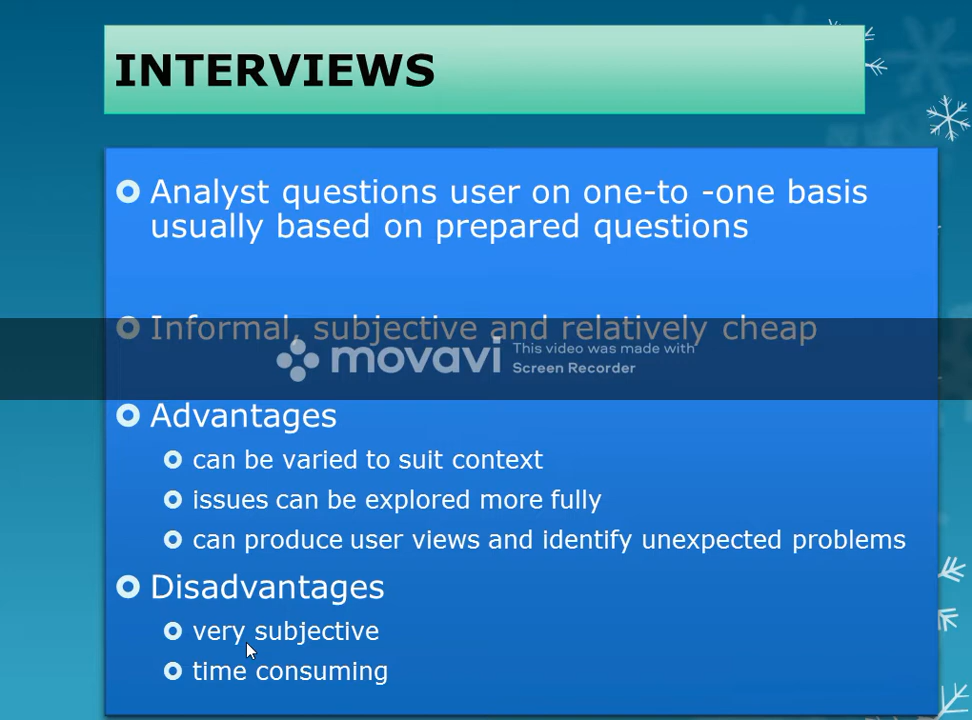 INTERVIEWS
Analyst questions user on one-to -one basis
usually based on prepared questions
Informal, subjective and relatively cheap
movavi
This video was made with
Screen Recorder
Advantages
can be varied to suit context
issues can be explored more fully
can produce user views and identify unexpected problems
Disadvantages
very subjective
time consuming